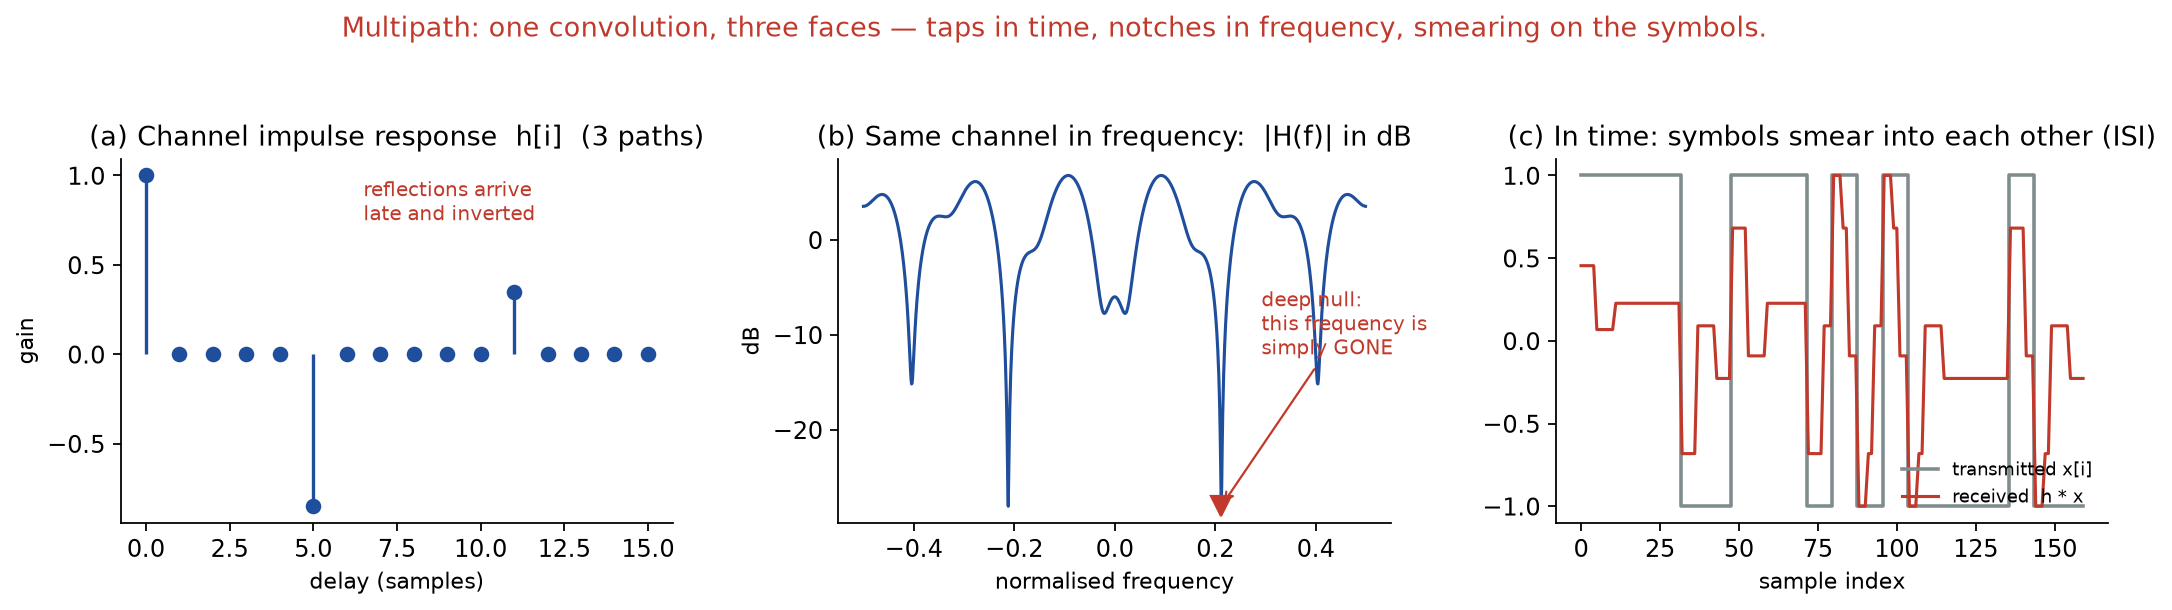 Multipath: one convolution, three faces — taps in time, notches in frequency, smearing on the symbols.
(a) Channel impulse response  h[i]  (3 paths)
reflections arrive
late and inverted
1.0
0.5
0.0
−0.5
gain
0.0 2.5 5.0 7.5 10.0 12.5 15.0
delay (samples)
(b) Same channel in frequency:  |H(f)| in dB
0
−10
−20
dB
deep null:
this frequency is
simply GONE
−0.4 −0.2 0.0 0.2 0.4
normalised frequency
(c) In time: symbols smear into each other (ISI)
1.0
0.5
0.0
−0.5
−1.0
transmitted x[i]
received  h * x
0 25 50 75 100 125 150
sample index